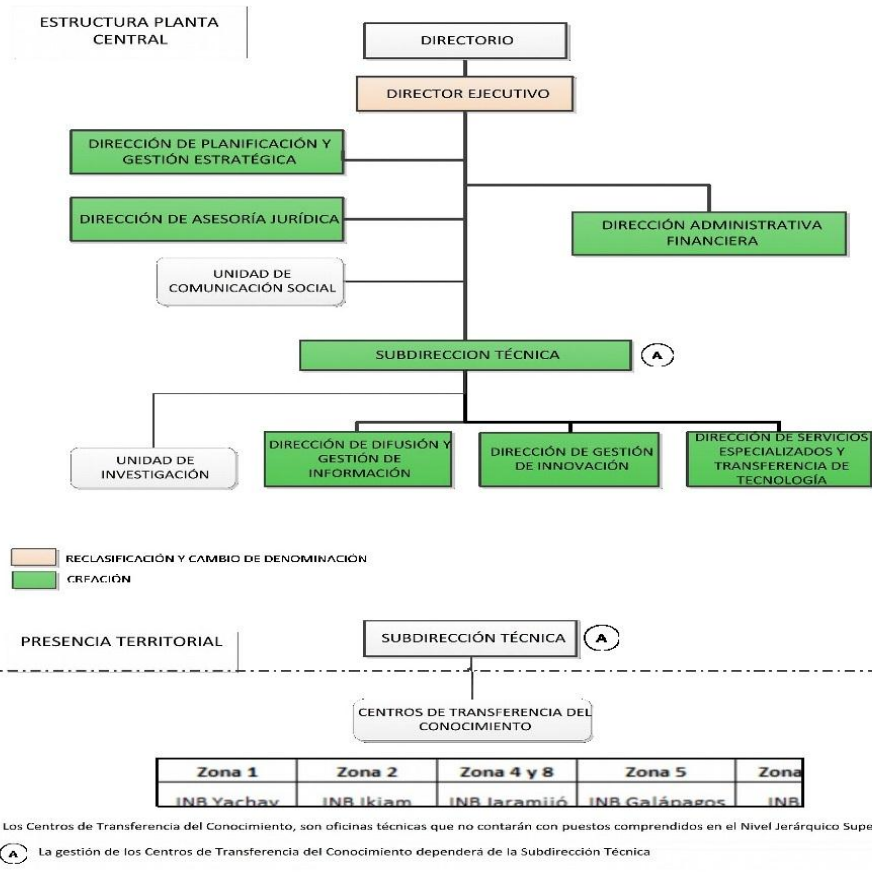 ESTRUCTURA PLANTA
CENTRAL
DIRECTORIO
DIRECTOR EJECUTIVO
DIRECCIÓN DE PLANIFICACIÓN Y
GESTIÓN ESTRATÉGICA
DIRECCIÓN DE ASESORÍA JURÍDICA
DIRECCIÓN ADMINISTRATIVA
FINANCIERA
UNIDAD DE
COMUNICACIÓN SOCIAL
SUBDIRECCION TÉCNICA
A
UNIDAD DE
INVESTIGACIÓN
DIRECCIÓN DE DIFUSIÓN Y
GESTIÓN DE
INFORMACIÓN
DIRECCIÓN DE GESTIÓN
DE INNOVACIÓN
DIRECCIÓN DE SERVICIOS
ESPECIALIZADOS Y
TRANSFERENCIA DE
TECNOLOGÍA
RECLASIFICACIÓN Y CAMBIO DE DENOMINACIÓN
CREACIÓN
PRESENCIA TERRITORIAL
SUBDIRECCIÓN TÉCNICA
A
CENTROS DE TRANSFERENCIA DEL
CONOCIMIENTO
Zona 1 Zona 2 Zona 4 y 8 Zona 5 Zona
INB Yachay INB Ikiam INB Jaramijó INB Galápagos INB
Los Centros de Transferencia del Conocimiento, son oficinas técnicas que no contarán con puestos comprendidos en el Nivel Jerárquico Supe
A La gestión de los Centros de Transferencia del Conocimiento dependerá de la Subdirección Técnica